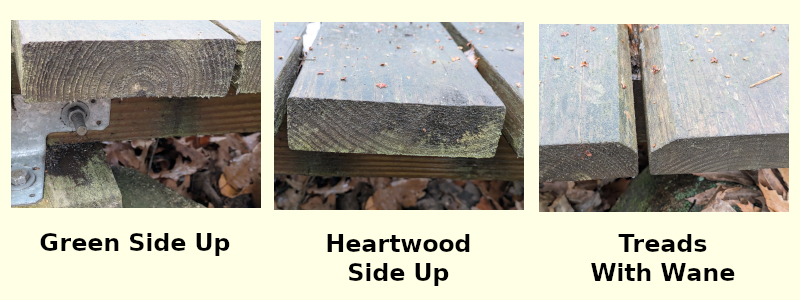 Green Side Up
Heartwood
Side Up
Treads
With Wane